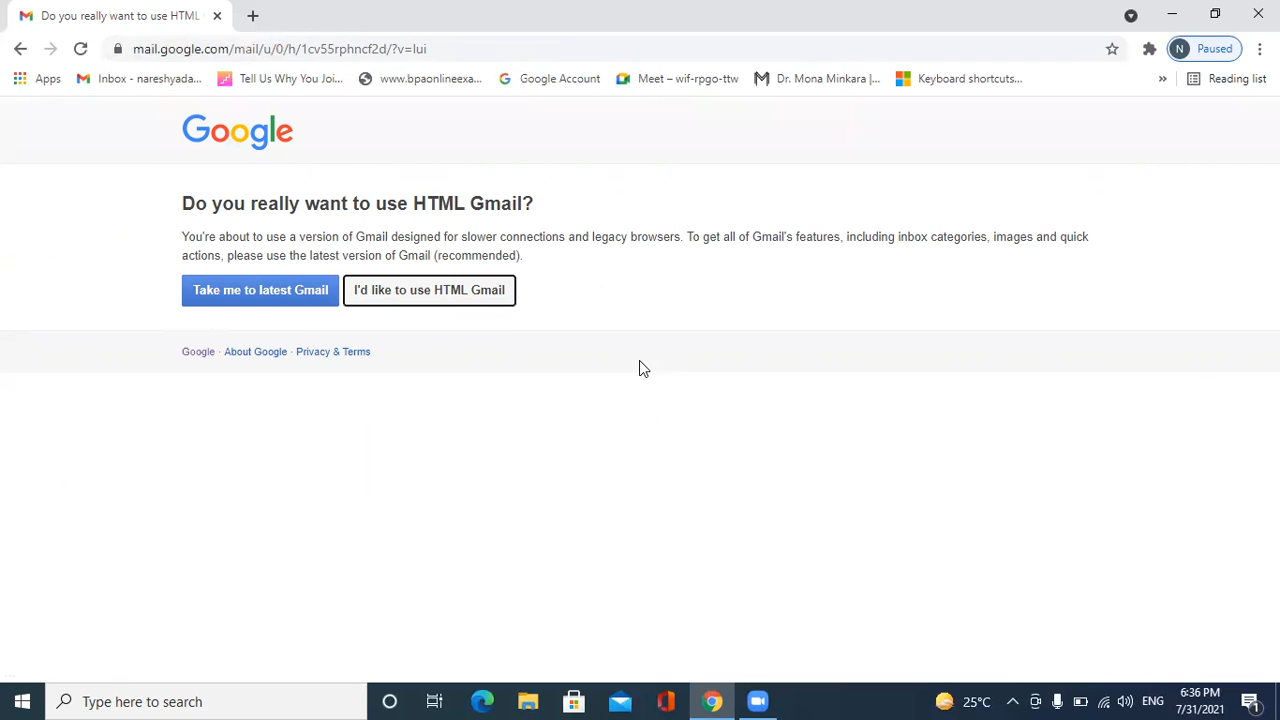 Do you really want to use HTML
mail.google.com/mail/u/0/h/1cv55rphncf2d/?v=lui
N Paused
Apps
Inbox - nareshyada...
Tell Us Why You Joi...
www.bpaonlineexa...
Google Account
Meet – wif-rpgo-ttw
Dr. Mona Minkara |...
Keyboard shortcuts...
»
Reading list
Google
Do you really want to use HTML Gmail?
You're about to use a version of Gmail designed for slower connections and legacy browsers. To get all of Gmail's features, including inbox categories, images and quick
actions, please use the latest version of Gmail (recommended).
Take me to latest Gmail
I'd like to use HTML Gmail
Google · About Google · Privacy & Terms
Type here to search
25°C
ENG
6:36 PM
7/31/2021
1